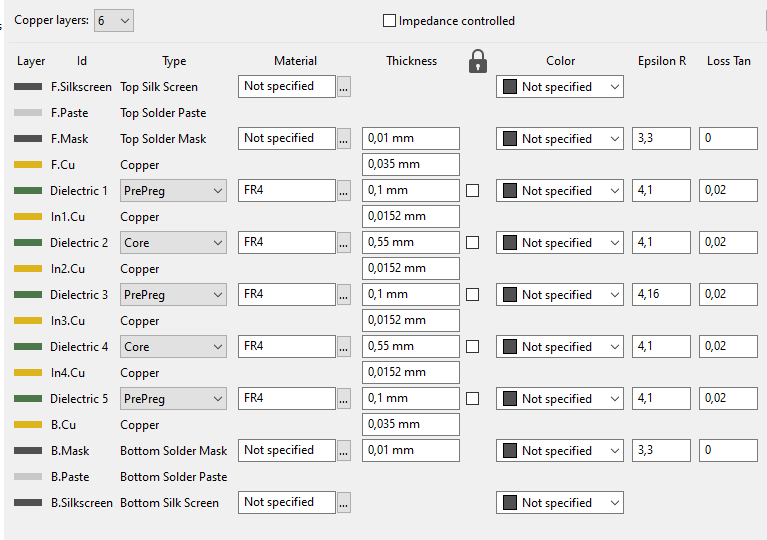 Copper layers: 6 Impedance controlled
Layer Id Type Material Thickness Color Epsilon R Loss Tan
F.Silkscreen Top Silk Screen Not specified ... Not specified
F.Paste Top Solder Paste
F.Mask Top Solder Mask Not specified ... 0,01 mm Not specified 3,3 0
F.Cu Copper 0,035 mm
Dielectric 1 PrePreg FR4 ... 0,1 mm Not specified 4,1 0,02
In1.Cu Copper 0,0152 mm
Dielectric 2 Core FR4 ... 0,55 mm Not specified 4,1 0,02
In2.Cu Copper 0,0152 mm
Dielectric 3 PrePreg FR4 ... 0,1 mm Not specified 4,16 0,02
In3.Cu Copper 0,0152 mm
Dielectric 4 Core FR4 ... 0,55 mm Not specified 4,1 0,02
In4.Cu Copper 0,0152 mm
Dielectric 5 PrePreg FR4 ... 0,1 mm Not specified 4,1 0,02
B.Cu Copper 0,035 mm
B.Mask Bottom Solder Mask Not specified ... 0,01 mm Not specified 3,3 0
B.Paste Bottom Solder Paste
B.Silkscreen Bottom Silk Screen Not specified ... Not specified